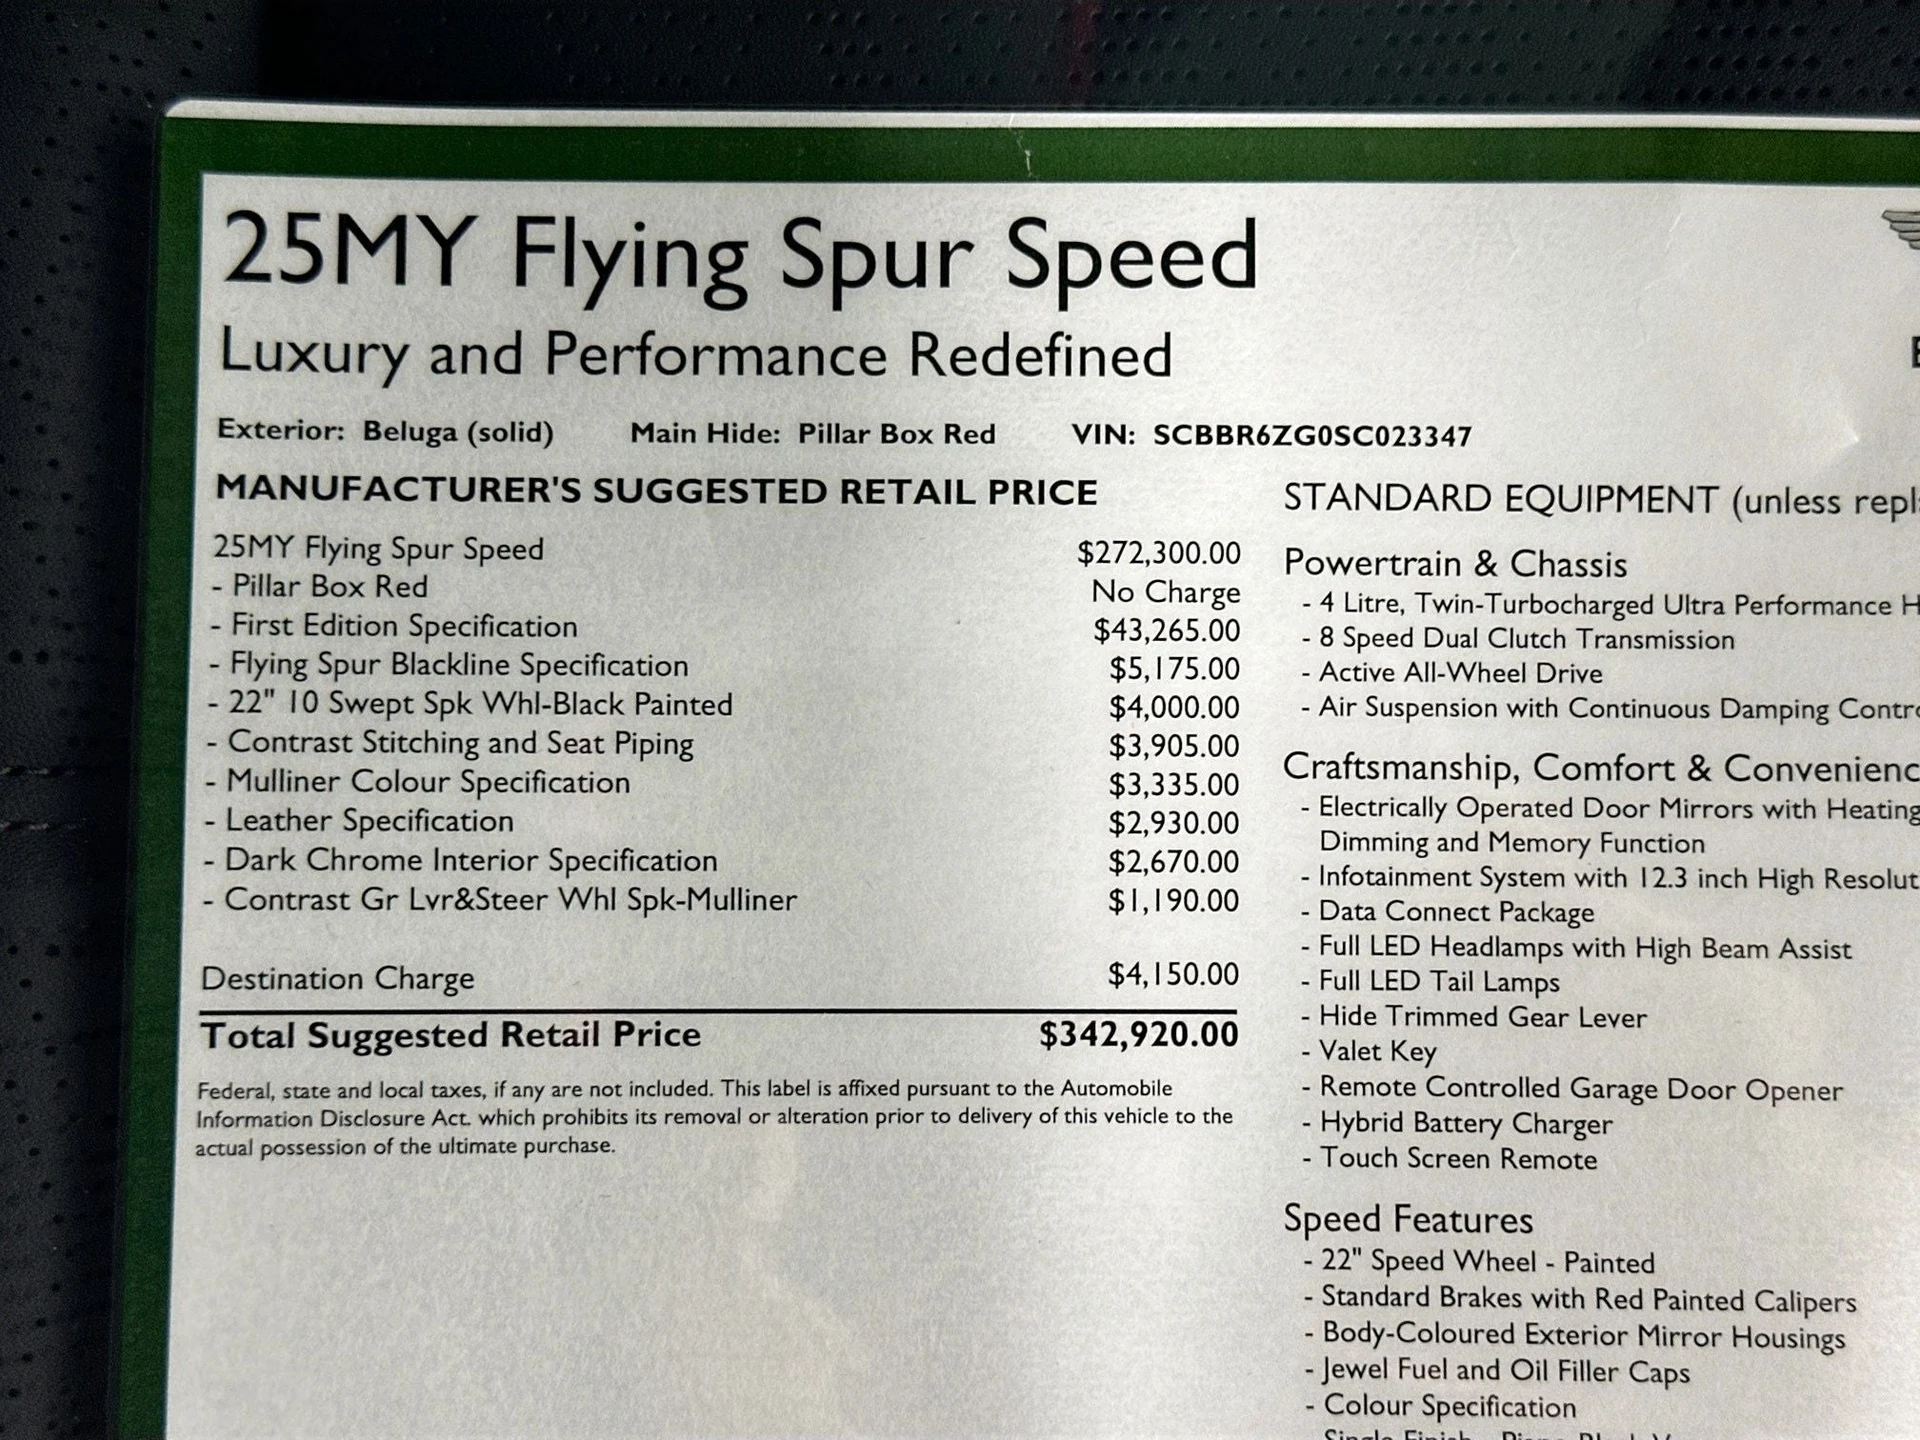 25MY Flying Spur Speed
Luxury and Performance Redefined
Exterior: Beluga (solid) Main Hide: Pillar Box Red VIN: SCBBR6ZG0SC023347
MANUFACTURER'S SUGGESTED RETAIL PRICE
25MY Flying Spur Speed $272,300.00
- Pillar Box Red No Charge
- First Edition Specification $43,265.00
- Flying Spur Blackline Specification $5,175.00
- 22" 10 Swept Spk Whl-Black Painted $4,000.00
- Contrast Stitching and Seat Piping $3,905.00
- Mulliner Colour Specification $3,335.00
- Leather Specification $2,930.00
- Dark Chrome Interior Specification $2,670.00
- Contrast Gr Lvr&Steer Whl Spk-Mulliner $1,190.00
Destination Charge $4,150.00
Total Suggested Retail Price $342,920.00
Federal, state and local taxes, if any are not included. This label is affixed pursuant to the Automobile
Information Disclosure Act. which prohibits its removal or alteration prior to delivery of this vehicle to the
actual possession of the ultimate purchase.
STANDARD EQUIPMENT (unless
Powertrain & Chassis
- 4 Litre, Twin-Turbocharged Ultra Performance
- 8 Speed Dual Clutch Transmission
- Active All-Wheel Drive
- Air Suspension with Continuous Damping
Craftsmanship, Comfort & Convenienc
- Electrically Operated Door Mirrors with Heating
Dimming and Memory Function
- Infotainment System with 12.3 inch High Resolut
- Data Connect Package
- Full LED Headlamps with High Beam Assist
- Full LED Tail Lamps
- Hide Trimmed Gear Lever
- Valet Key
- Remote Controlled Garage Door Opener
- Hybrid Battery Charger
- Touch Screen Remote
Speed Features
- 22" Speed Wheel - Painted
- Standard Brakes with Red Painted Calipers
- Body-Coloured Exterior Mirror Housings
- Jewel Fuel and Oil Filler Caps
- Colour Specification